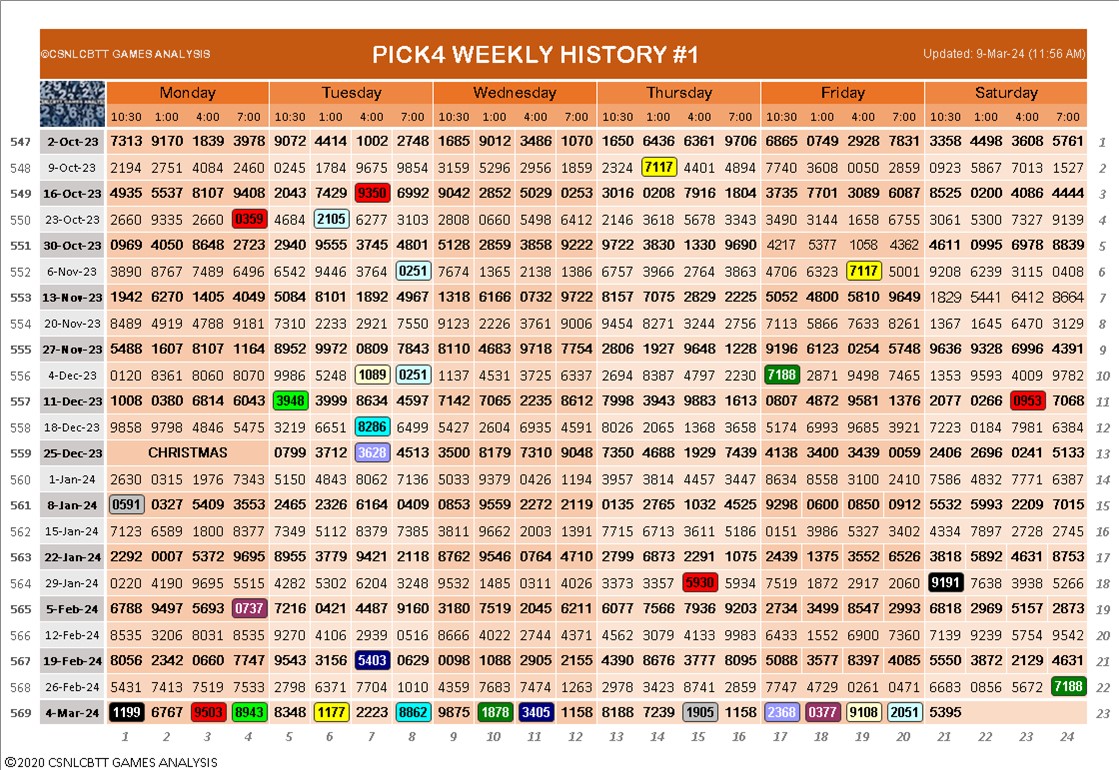 ©CSNLCBTT GAMES ANALYSIS PICK4 WEEKLY HISTORY #1 Updated: 9-Mar-24 (11:56 AM)
Monday Tuesday Wednesday Thursday Friday Saturday
10:30 1:00 4:00 7:00 10:30 1:00 4:00 7:00 10:30 1:00 4:00 7:00 10:30 1:00 4:00 7:00 10:30 1:00 4:00 7:00 10:30 1:00 4:00 7:00
547 2-Oct-23 7313 9170 1839 3978 9072 4414 1002 2748 1685 9012 3486 1070 1650 6436 6361 9706 6865 0749 2928 7831 3358 4498 3608 5761 1
548 9-Oct-23 2194 2751 4084 2460 0245 1784 9675 9854 3159 5296 2956 1859 2324 7117 4401 4894 7740 3608 0050 2859 0923 5867 7013 1527 2
549 16-Oct-23 4935 5537 8107 9408 2043 7429 9350 6992 9042 2852 5029 0253 3016 0208 7916 1804 3735 7701 3089 6087 8525 0200 4086 4444 3
550 23-Oct-23 2660 9335 2660 0359 4684 2105 6277 3103 2808 0660 5498 6412 2146 3618 5678 3343 3490 3144 1658 6755 3061 5300 7327 9139 4
551 30-Oct-23 0969 4050 8648 2723 2940 9555 3745 4801 5128 2859 3858 9222 9722 3830 1330 9690 4217 5377 1058 4362 4611 0995 6978 8839 5
552 6-Nov-23 3890 8767 7489 6496 6542 9446 3764 0251 7674 1365 2138 1386 6757 3966 2764 3863 4706 6323 7117 5001 9208 6239 3115 0408 6
553 13-Nov-23 1942 6270 1405 4049 5084 8101 1892 4967 1318 6166 0732 9722 8157 7075 2829 2225 5052 4800 5810 9649 1829 5441 6412 8664 7
554 20-Nov-23 8489 4919 4788 9181 7310 2233 2921 7550 9123 2226 3761 9006 9454 8271 3244 2756 7113 5866 7633 8261 1367 1645 6470 3129 8
555 27-Nov-23 5488 1607 8107 1164 8952 9972 0809 7843 8110 4683 9718 7754 2806 1927 9648 1228 9196 6123 0254 5748 9636 9328 6996 4391 9
556 4-Dec-23 0120 8361 8060 8070 9986 5248 1089 0251 1137 4531 3725 6337 2694 8387 4797 2230 7188 2871 9498 7465 1353 9593 4009 9782 10
557 11-Dec-23 1008 0380 6814 6043 3948 3999 8634 4597 7142 7065 2235 8612 7998 3943 9883 1613 0807 4872 9581 1376 2077 0266 0953 7068 11
558 18-Dec-23 9858 9798 4846 5475 3219 6651 8286 6499 5427 2604 6935 4591 8026 2065 1368 3658 5174 6993 9685 3921 7223 0184 7981 6384 12
559 25-Dec-23 CHRISTMAS 0799 3712 3628 4513 3500 8179 7310 9048 7350 4688 1929 7439 4138 3400 3439 0059 2406 2696 0241 5133 13
560 1-Jan-24 2630 0315 1976 7343 5150 4843 8062 7136 5033 9379 0426 1194 3957 3814 4457 3447 8634 8558 3100 2410 7586 4832 7771 6387 14
561 8-Jan-24 0591 0327 5409 3553 2465 2326 6164 0409 0853 9559 2272 2119 0135 2765 1032 4525 9298 0600 0850 0912 5532 5993 2209 7015 15
562 15-Jan-24 7123 6589 1800 8377 7349 5112 8379 7385 3811 9662 2003 1391 7715 6713 3611 5186 0151 3986 5327 3402 4334 7897 2728 2745 16
563 22-Jan-24 2292 0007 5372 9695 8955 3779 9421 2118 8762 9546 0764 4710 2799 6873 2291 1075 2439 1375 3552 6526 3818 5892 4631 8753 17
564 29-Jan-24 0220 4190 9695 5515 4282 5302 6204 3248 9532 1485 0311 4026 3373 3357 5930 5934 7519 1872 2917 2060 9191 7638 3938 5266 18
565 5-Feb-24 6788 9497 5693 0737 7216 0421 4487 9160 3180 7519 2045 6211 6077 7566 7936 9203 2734 3499 8547 2993 6818 2969 5157 2873 19
566 12-Feb-24 8535 3206 8031 8535 9270 4106 2939 0516 8666 4022 2744 4371 4562 3079 4133 9983 6433 1552 6900 7360 7139 9239 5754 9542 20
567 19-Feb-24 8056 2342 0660 7747 9543 3156 5403 0629 0098 1088 2905 2155 4390 8676 3777 8095 5088 3577 8397 4085 5550 3872 2129 4631 21
568 26-Feb-24 5431 7413 7519 7533 2798 6371 7704 1010 4359 7683 7474 1263 2978 3423 8741 2859 7747 4729 0261 0471 6683 0856 5672 7188 22
569 4-Mar-24 1199 6767 9503 8943 8348 1177 2223 8862 9875 1878 3405 1158 8188 7239 1905 1158 2368 0377 9108 2051 5395 23
1 2 3 4 5 6 7 8 9 10 11 12 13 14 15 16 17 18 19 20 21 22 23 24
©2020 CSNLCBTT GAMES ANALYSIS